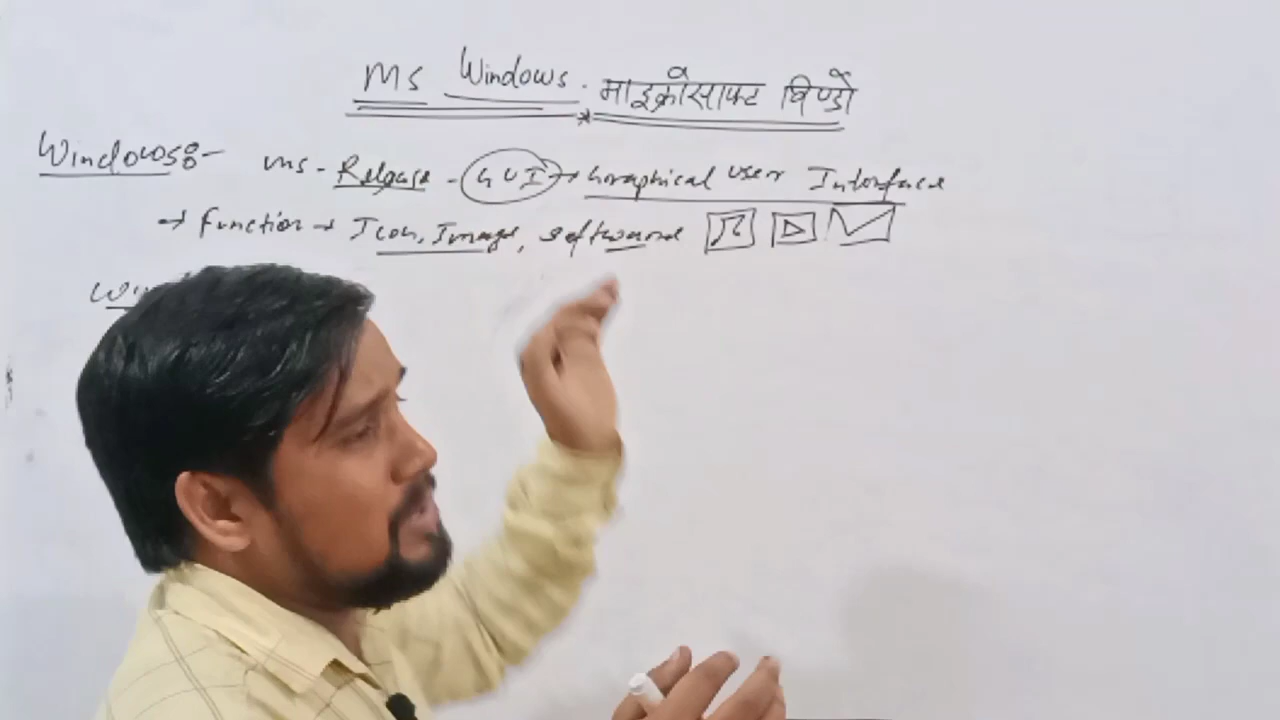 MS Windows. माइक्रोसाफ्ट विण्डो
Windows:- MS - Release - GUI → Graphical user Interface
→ Function → Icon, Image, software
Win